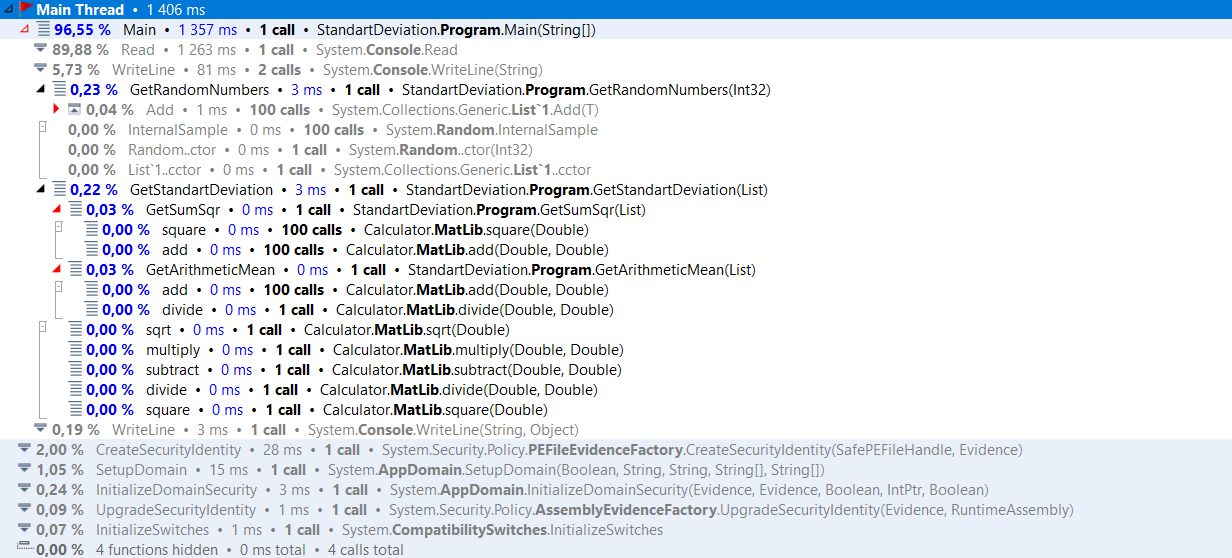 Main Thread • 1 406 ms
96,55 % Main • 1 357 ms • 1 call • StandartDeviation.Program.Main(String[])
89,88 % Read • 1 263 ms • 1 call • System.Console.Read
5,73 % WriteLine • 81 ms • 2 calls • System.Console.WriteLine(String)
0,23 % GetRandomNumbers • 3 ms • 1 call • StandartDeviation.Program.GetRandomNumbers(Int32)
0,04 % Add • 1 ms • 100 calls • System.Collections.Generic.List`1.Add(T)
0,00 % InternalSample • 0 ms • 100 calls • System.Random.InternalSample
0,00 % Random..ctor • 0 ms • 1 call • System.Random..ctor(Int32)
0,00 % List`1..cctor • 0 ms • 1 call • System.Collections.Generic.List`1..cctor
0,22 % GetStandartDeviation • 3 ms • 1 call • StandartDeviation.Program.GetStandartDeviation(List)
0,03 % GetSumSqr • 0 ms • 1 call • StandartDeviation.Program.GetSumSqr(List)
0,00 % square • 0 ms • 100 calls • Calculator.MatLib.square(Double)
0,00 % add • 0 ms • 100 calls • Calculator.MatLib.add(Double, Double)
0,03 % GetArithmeticMean • 0 ms • 1 call • StandartDeviation.Program.GetArithmeticMean(List)
0,00 % add • 0 ms • 100 calls • Calculator.MatLib.add(Double, Double)
0,00 % divide • 0 ms • 1 call • Calculator.MatLib.divide(Double, Double)
0,00 % sqrt • 0 ms • 1 call • Calculator.MatLib.sqrt(Double)
0,00 % multiply • 0 ms • 1 call • Calculator.MatLib.multiply(Double, Double)
0,00 % subtract • 0 ms • 1 call • Calculator.MatLib.subtract(Double, Double)
0,00 % divide • 0 ms • 1 call • Calculator.MatLib.divide(Double, Double)
0,00 % square • 0 ms • 1 call • Calculator.MatLib.square(Double)
0,19 % WriteLine • 3 ms • 1 call • System.Console.WriteLine(String, Object)
2,00 % CreateSecurityIdentity • 28 ms • 1 call • System.Security.Policy.PEFileEvidenceFactory.CreateSecurityIdentity(SafePEFileHandle, Evidence)
1,05 % SetupDomain • 15 ms • 1 call • System.AppDomain.SetupDomain(Boolean, String, String, String[], String[])
0,24 % InitializeDomainSecurity • 3 ms • 1 call • System.AppDomain.InitializeDomainSecurity(Evidence, Evidence, Boolean, IntPtr, Boolean)
0,09 % UpgradeSecurityIdentity • 1 ms • 1 call • System.Security.Policy.AssemblyEvidenceFactory.UpgradeSecurityIdentity(Evidence, RuntimeAssembly)
0,07 % InitializeSwitches • 1 ms • 1 call • System.CompatibilitySwitches.InitializeSwitches
0,00 % 4 functions hidden • 0 ms total • 4 calls total